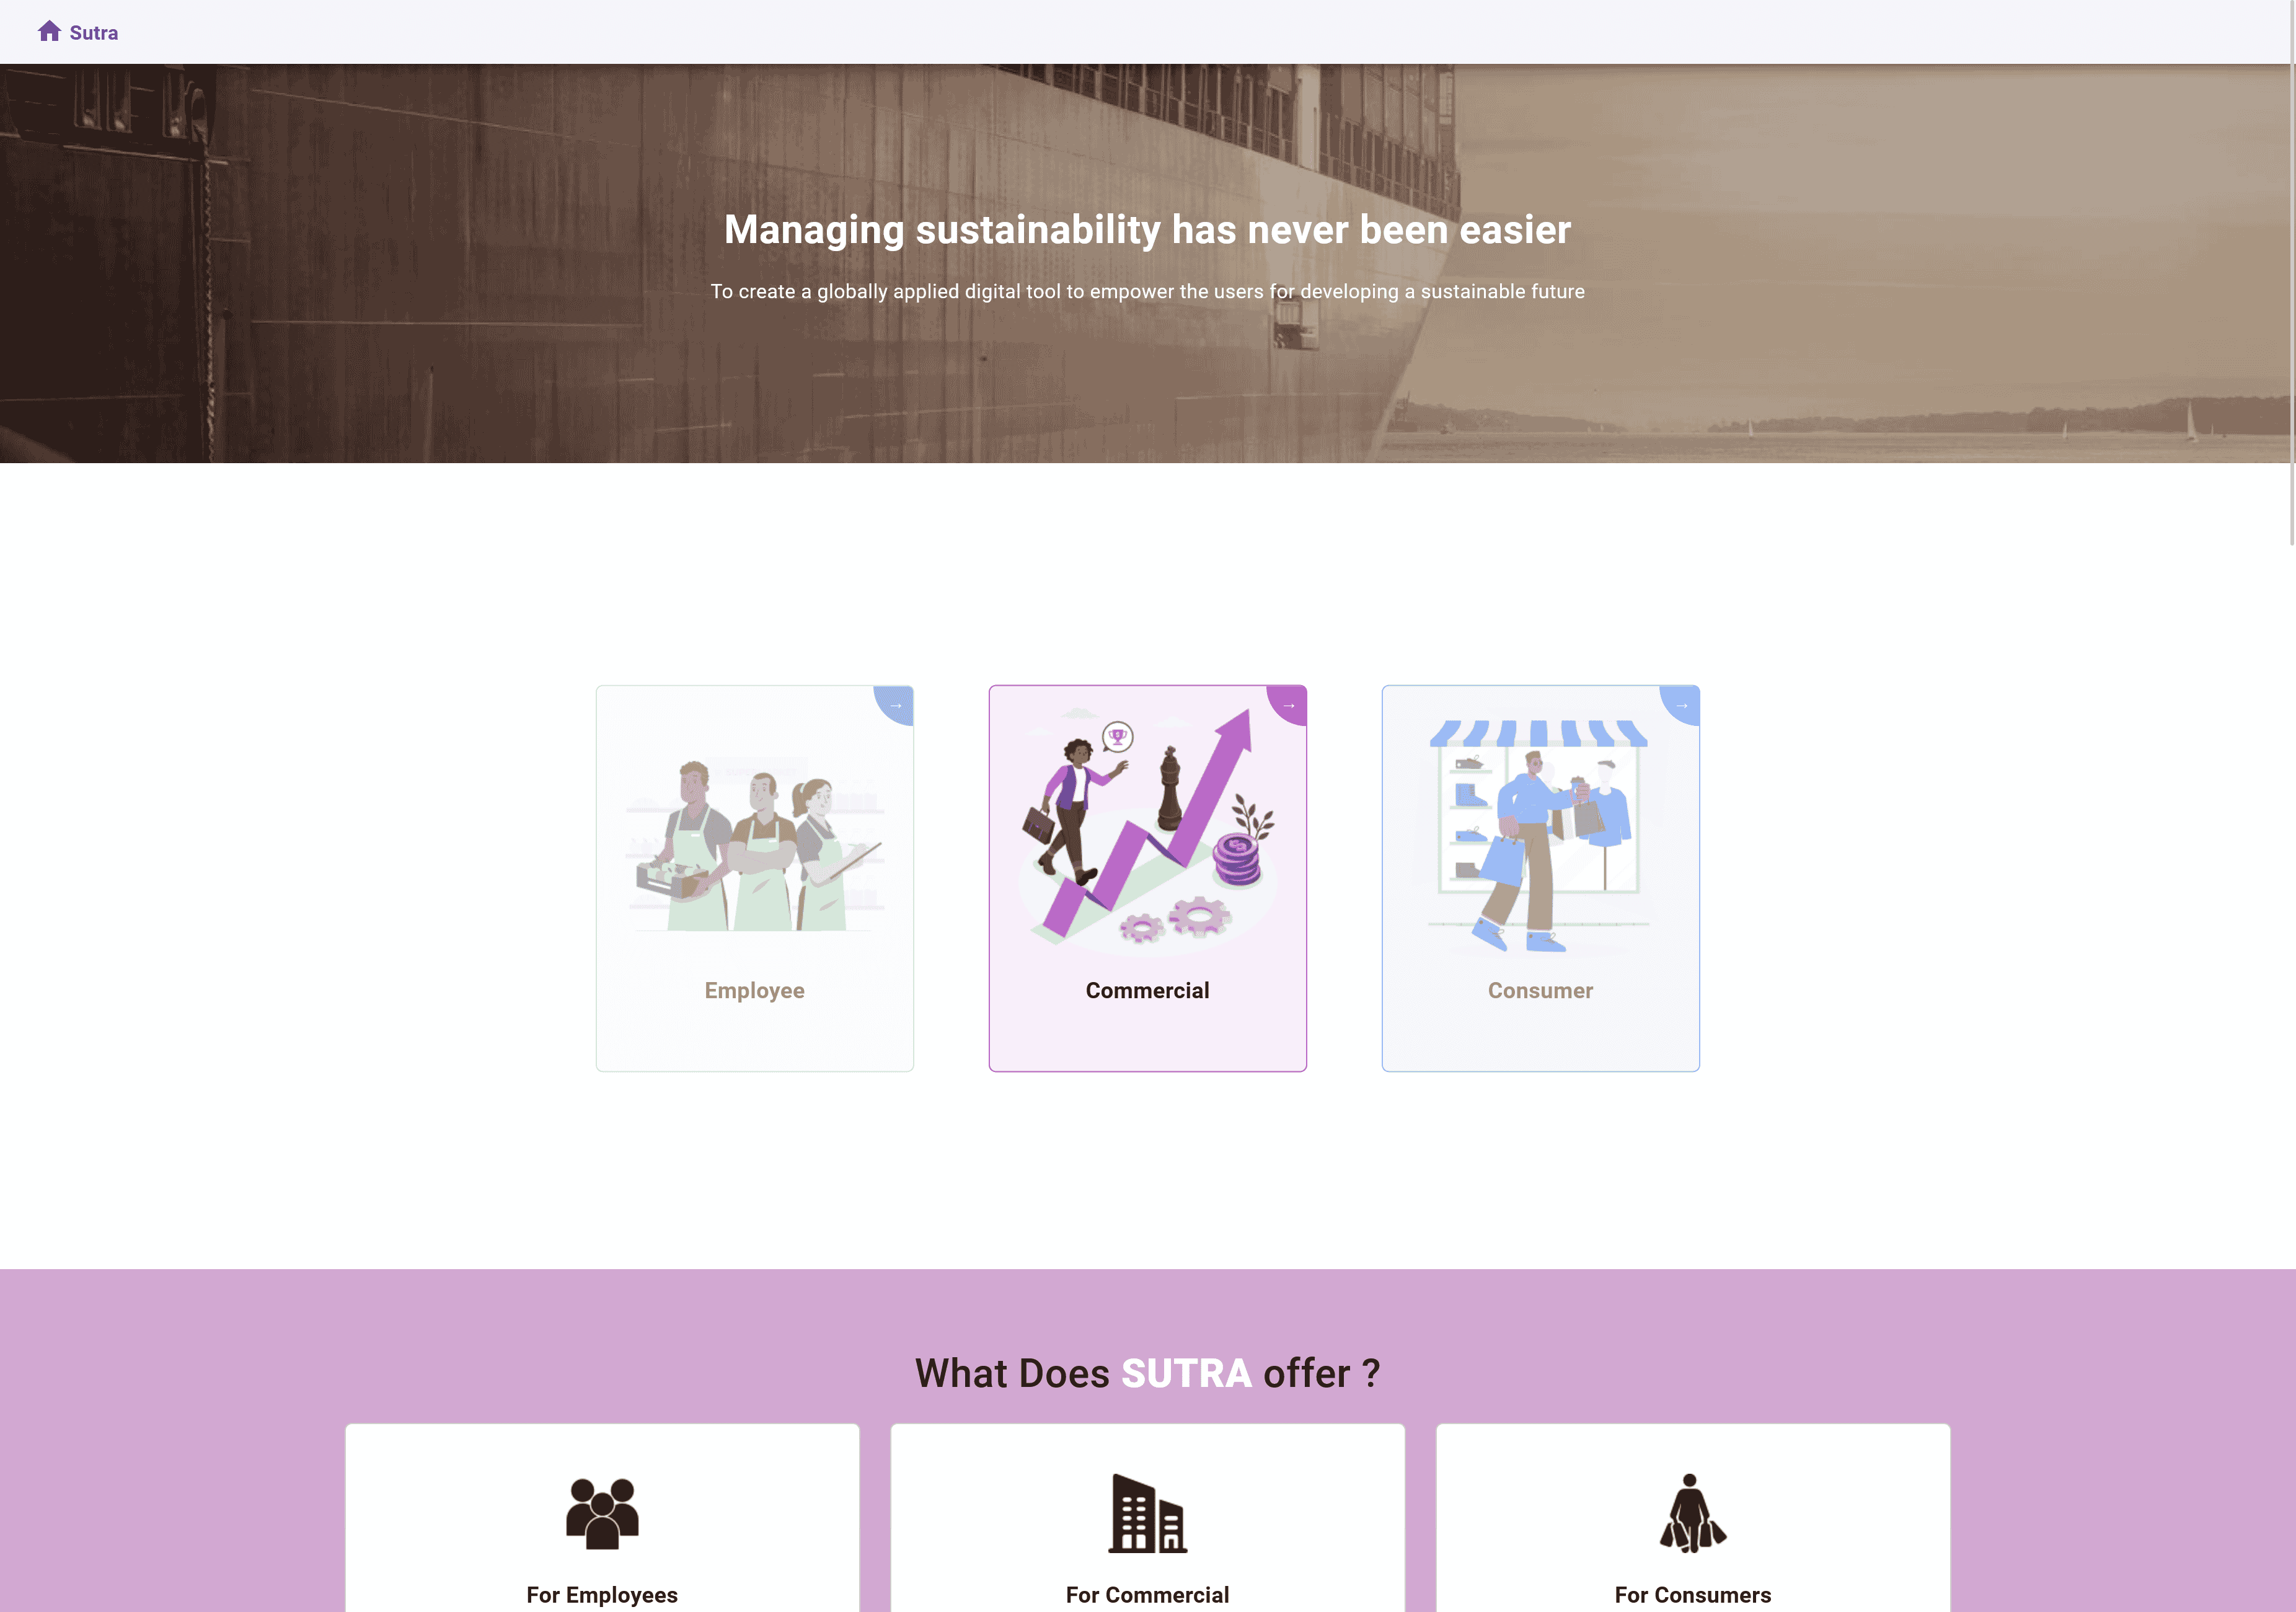 Sutra
Managing sustainability has never been easier
To create a globally applied digital tool to empower the users for developing a sustainable future
→
→
→
Employee
Commercial
Consumer
What Does SUTRA offer ?
For Employees
For Commercial
For Consumers